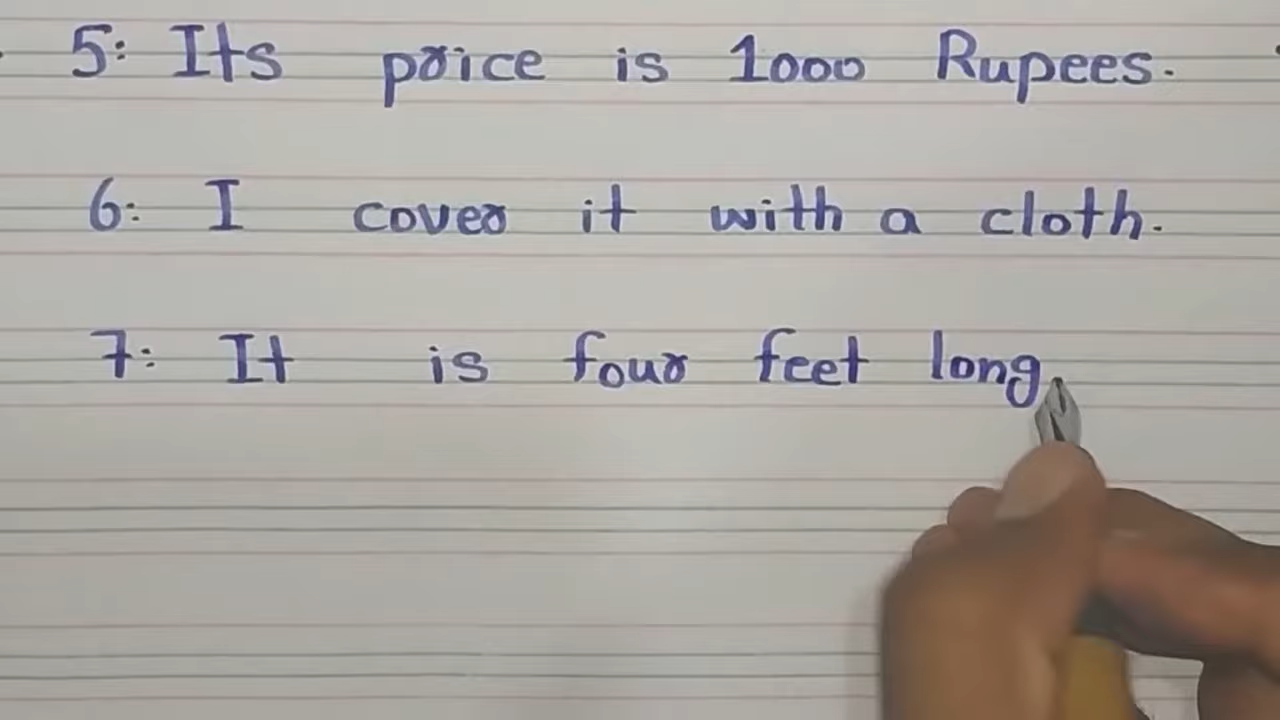 5: Its price is 1000 Rupees.
6: I cover it with a cloth.
7: It is four feet long.